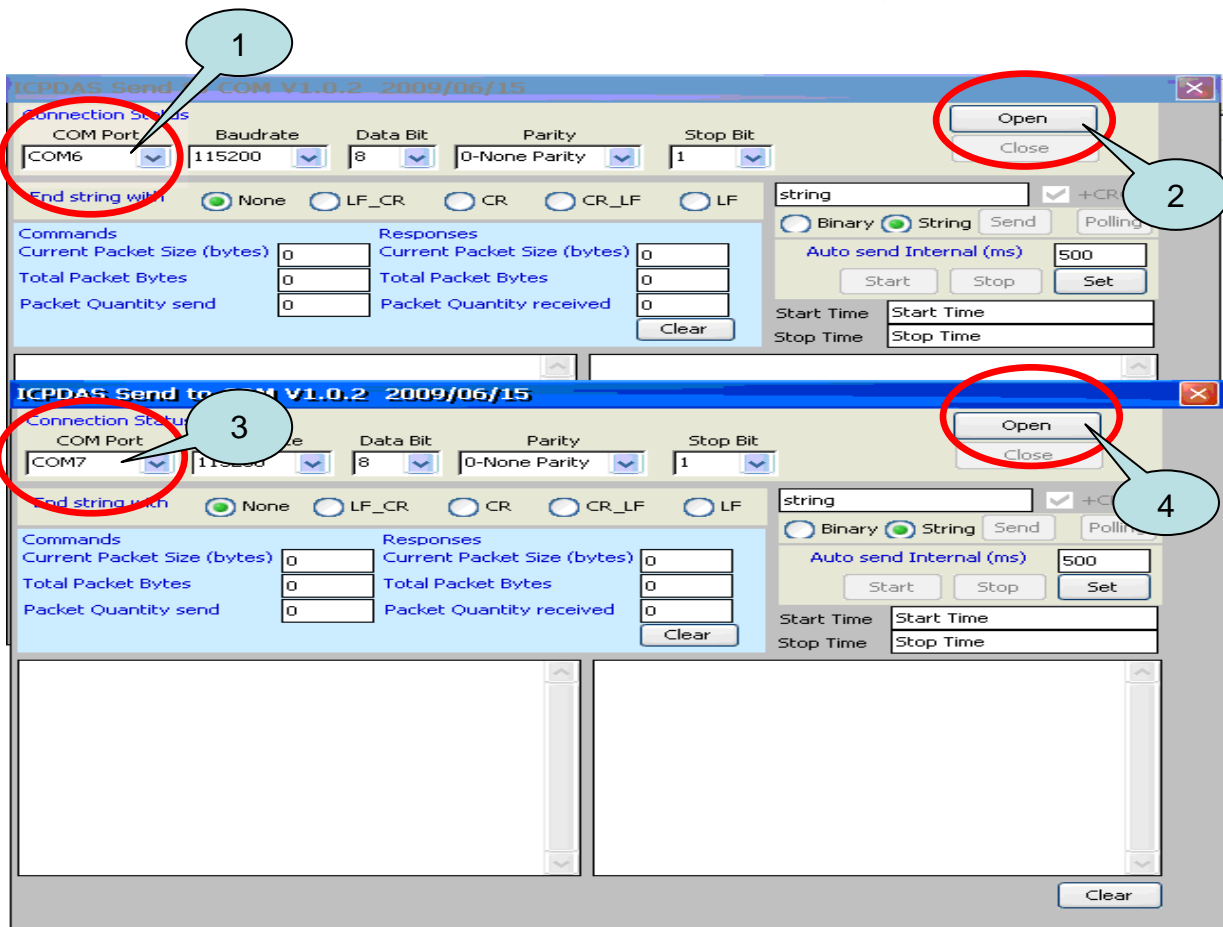 1
ICPDAS Send to COM V1.0.2 2009/06/15
Connection Status
COM Port Baudrate Data Bit Parity Stop Bit
COM6 115200 8 0-None Parity 1
Open
Close
2
End string with None LF_CR CR CR_LF LF
string
Binary String Send Polling
Commands Responses
Current Packet Size (bytes) 0 Current Packet Size (bytes) 0
Total Packet Bytes 0 Total Packet Bytes 0
Packet Quantity send 0 Packet Quantity received 0
Clear
Auto send Internal (ms) 500
Start Stop Set
Start Time Start Time
Stop Time Stop Time
ICPDAS Send to V1.0.2 2009/06/15
Connection
3
COM Port Data Bit Parity Stop Bit
COM7 115200 8 0-None Parity 1
Open
Close
4
End string with None LF_CR CR CR_LF LF
string
Binary String Send
Commands Responses
Current Packet Size (bytes) 0 Current Packet Size (bytes) 0
Total Packet Bytes 0 Total Packet Bytes 0
Packet Quantity send 0 Packet Quantity received 0
Clear
Auto send Internal (ms) 500
Start Stop Set
Start Time Start Time
Stop Time Stop Time
Clear